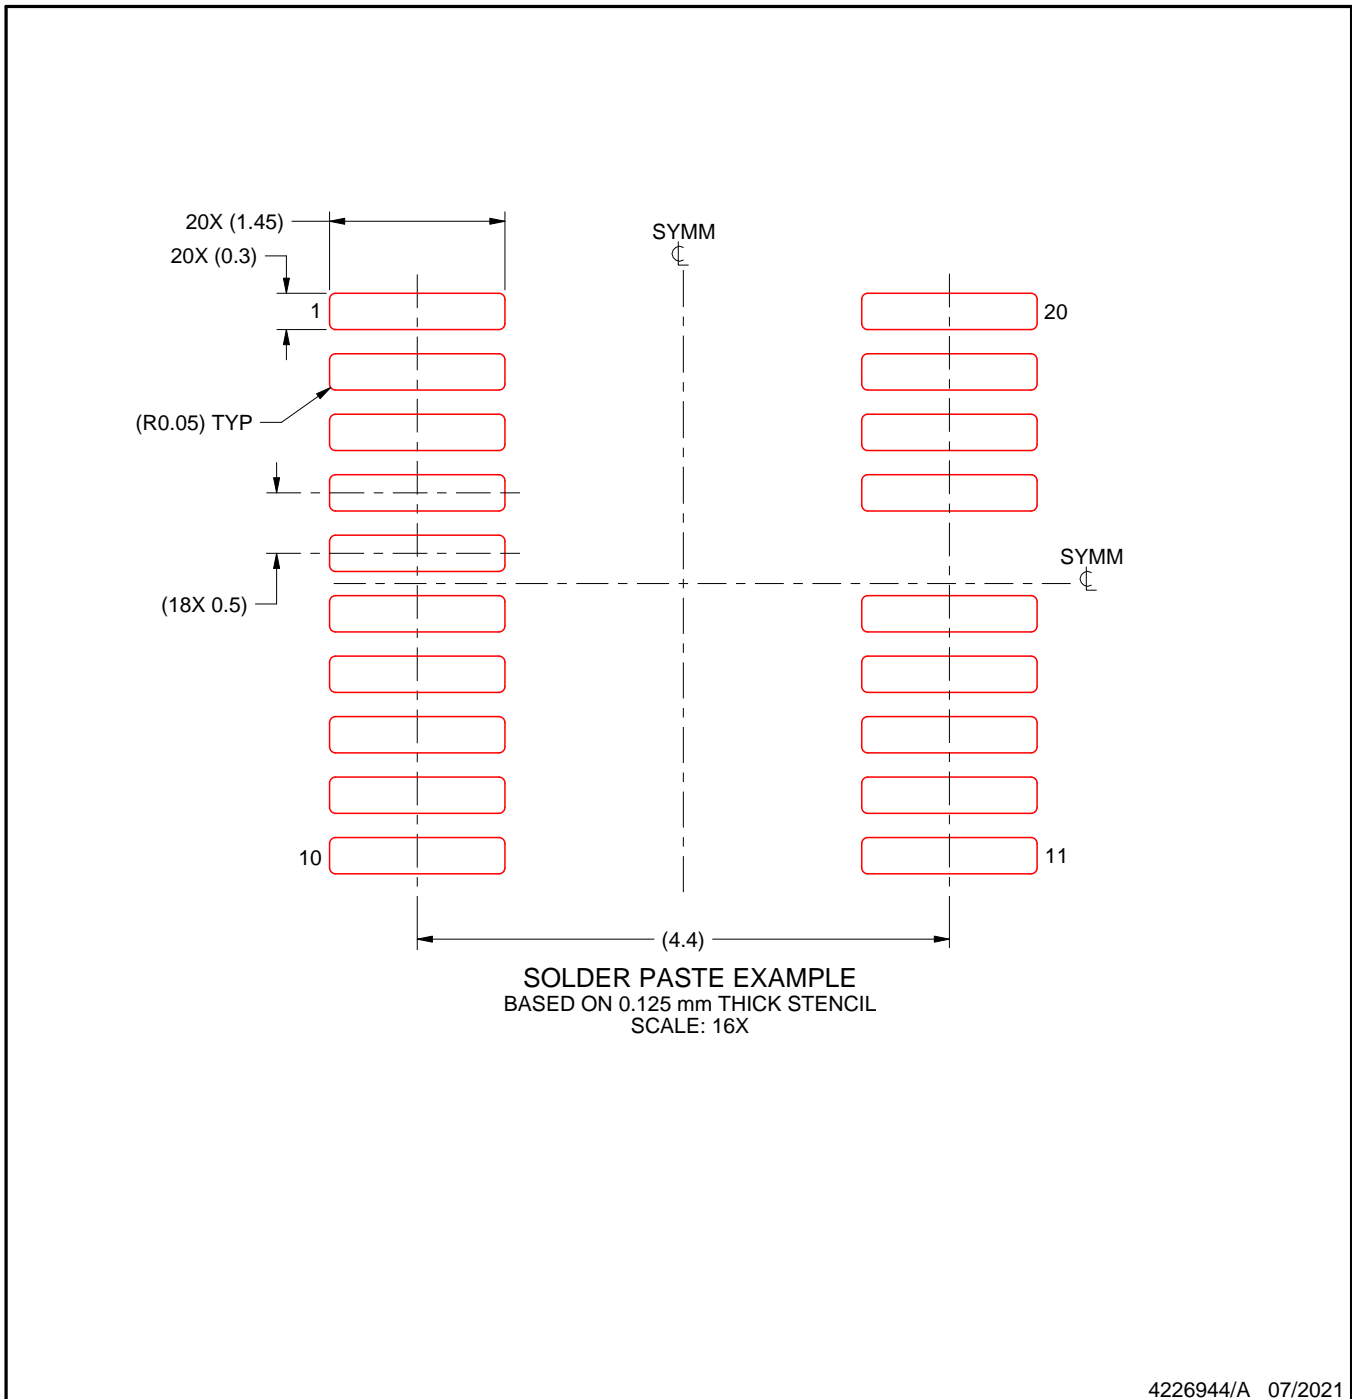 20X (1.45)
20X (0.3)
SYMM
1
20
(R0.05) TYP
SYMM
(18X 0.5)
10
11
(4.4)
SOLDER PASTE EXAMPLE
BASED ON 0.125 mm THICK STENCIL
SCALE: 16X
4226944/A 07/2021